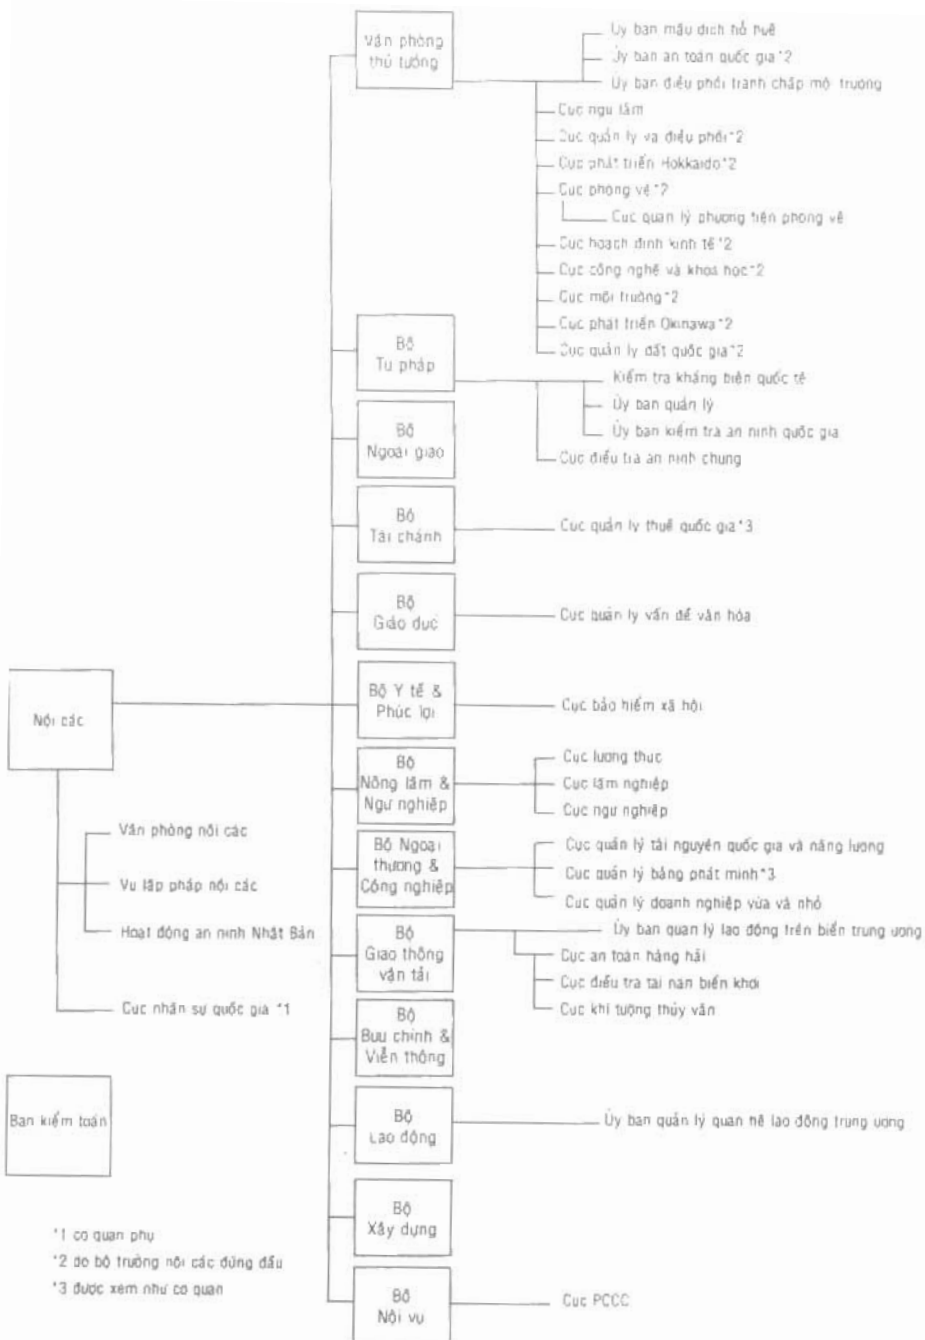 Văn phòng
thủ tướng
Ủy ban mậu dịch hỗ huệ
Ủy ban an toàn quốc gia*2
Ủy ban điều phối tranh chấp mô trường
Cục ngư lâm
Cục quản lý và điều phối*2
Cục phát triển Hokkaido*2
Cục phòng vệ*2
Cục quản lý phương tiện phòng vệ
Cục hoạch định kinh tế*2
Cục công nghệ và khoa học*2
Cục môi trường*2
Cục phát triển Okinawa*2
Cục quản lý đất quốc gia*2
Bộ
Tư pháp
Kiểm tra kháng biện quốc tế
Ủy ban quản lý
Ủy ban kiểm tra an ninh quốc gia
Cục điều tra an ninh chung
Bộ
Ngoại giao
Bộ
Tài chánh
Cục quản lý thuế quốc gia*3
Bộ
Giáo dục
Cục quản lý vấn đề văn hóa
Nội các
Bộ Y tế &
Phúc lợi
Cục bảo hiểm xã hội
Bộ
Nông lâm &
Ngư nghiệp
Cục lương thực
Cục lâm nghiệp
Cục ngư nghiệp
Văn phòng nội các
Vụ lập pháp nội các
Hoạt động an ninh Nhật Bản
Cục nhân sự quốc gia *1
Bộ Ngoại
thương &
Công nghiệp
Cục quản lý tài nguyên quốc gia và năng lượng
Cục quản lý bằng phát minh*3
Cục quản lý doanh nghiệp vừa và nhỏ
Bộ
Giao thông
vận tải
Ủy ban quản lý lao động trên biển trung ương
Cục an toàn hàng hải
Cục điều tra tai nạn biển khơi
Cục khí tượng thủy văn
Bộ
Bưu chính &
Viễn thông
Ban kiểm toán
Bộ
Lao động
Ủy ban quản lý quan hệ lao động trung ương
Bộ
Xây dựng
Bộ
Nội vụ
Cục PCCC
*1 cơ quan phụ
*2 do bộ trưởng nội các đứng đầu
*3 được xem như cơ quan